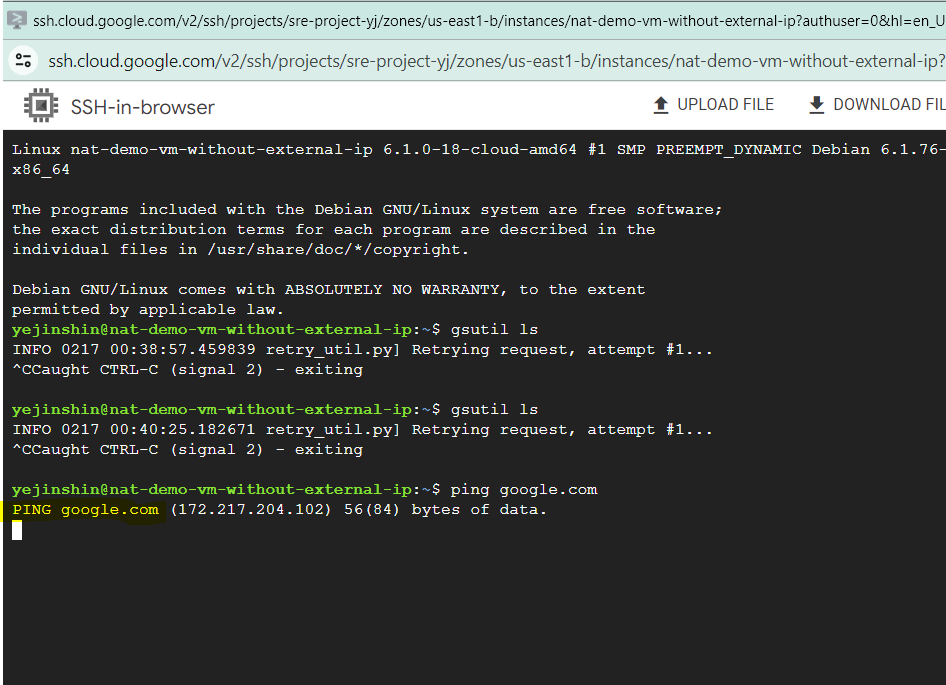 ssh.cloud.google.com/v2/ssh/projects/sre-project-yj/zones/us-east1-b/instances/nat-demo-vm-without-external-ip?authuser=0&hl=en_U
ssh.cloud.google.com/v2/ssh/projects/sre-project-yj/zones/us-east1-b/instances/nat-demo-vm-without-external-ip?
SSH-in-browser UPLOAD FILE DOWNLOAD FIL
Linux nat-demo-vm-without-external-ip 6.1.0-18-cloud-amd64 #1 SMP PREEMPT_DYNAMIC Debian 6.1.76-
x86_64
The programs included with the Debian GNU/Linux system are free software;
the exact distribution terms for each program are described in the
individual files in /usr/share/doc/*/copyright.
Debian GNU/Linux comes with ABSOLUTELY NO WARRANTY, to the extent
permitted by applicable law.
yejinshin@nat-demo-vm-without-external-ip:~$ gsutil ls
INFO 0217 00:38:57.459839 retry_util.py] Retrying request, attempt #1...
^CCaught CTRL-C (signal 2) - exiting
yejinshin@nat-demo-vm-without-external-ip:~$ gsutil ls
INFO 0217 00:40:25.182671 retry_util.py] Retrying request, attempt #1...
^CCaught CTRL-C (signal 2) - exiting
yejinshin@nat-demo-vm-without-external-ip:~$ ping google.com
PING google.com (172.217.204.102) 56(84) bytes of data.